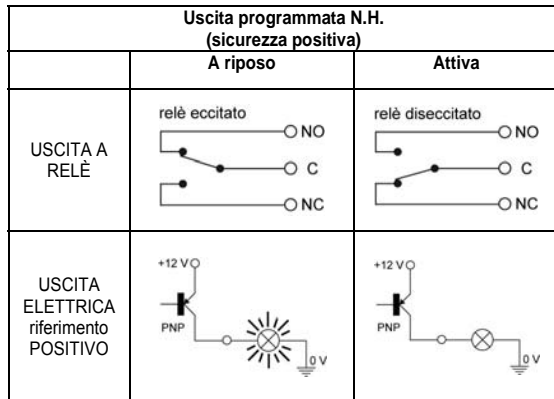 Uscita programmata N.H.
(sicurezza positiva)
A riposo
Attiva
USCITA A
RELÈ
relè eccitato
NO
C
NC
relè diseccitato
NO
C
NC
USCITA
ELETTRICA
riferimento
POSITIVO
+12 V
PNP
0 V
+12 V
PNP
0 V